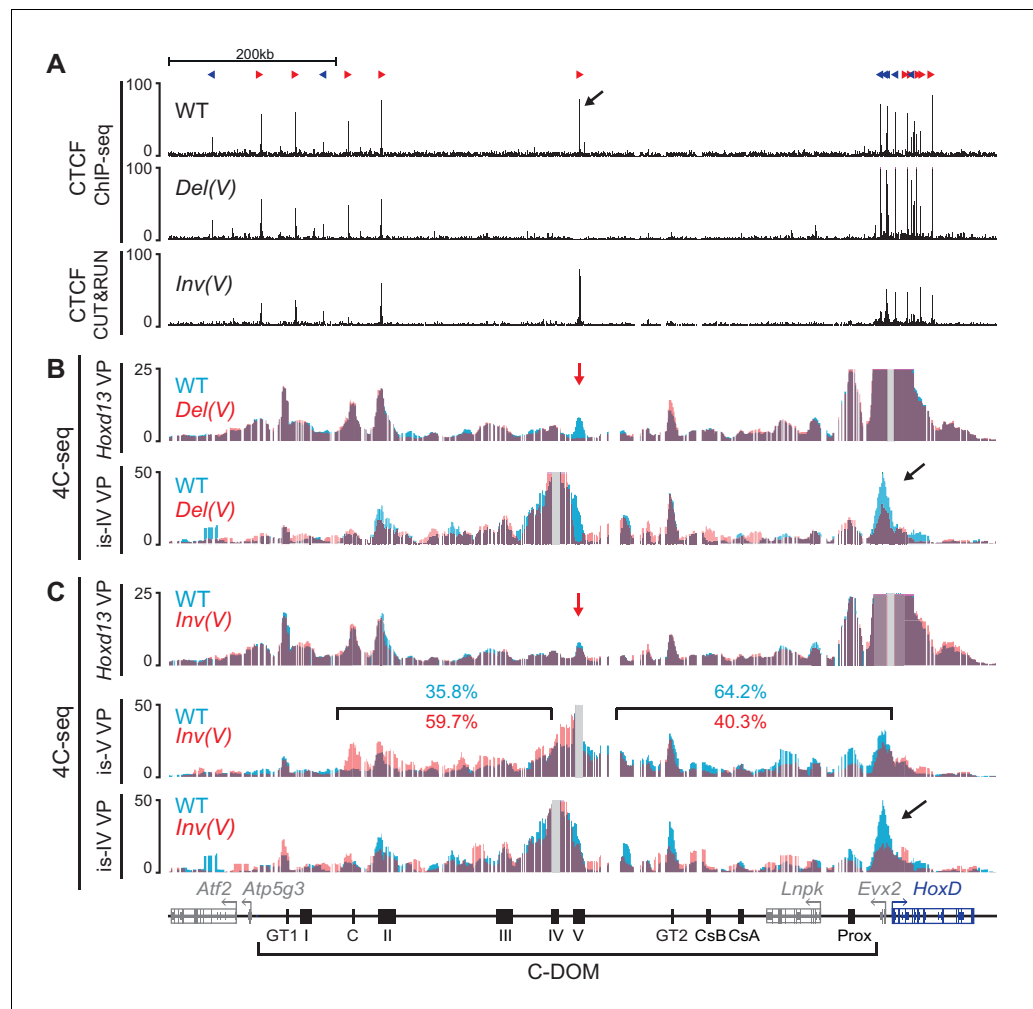 A
200kb
CTCF
ChIP-seq
100
WT
0
100
Del(V)
0
CTCF
CUT&RUN
100
Inv(V)
0
B
4C-seq
Hoxd13 VP
25
WT
Del(V)
0
is-IV VP
50
WT
Del(V)
0
C
4C-seq
Hoxd13 VP
25
WT
Inv(V)
0
is-V VP
50
WT
Inv(V)
0
35.8%
59.7%
64.2%
40.3%
is-IV VP
50
WT
Inv(V)
0
Atf2 Atp5g3 Lnpk Evx2 HoxD
GT1 I C II III IV V GT2 CsB CsA Prox
C-DOM